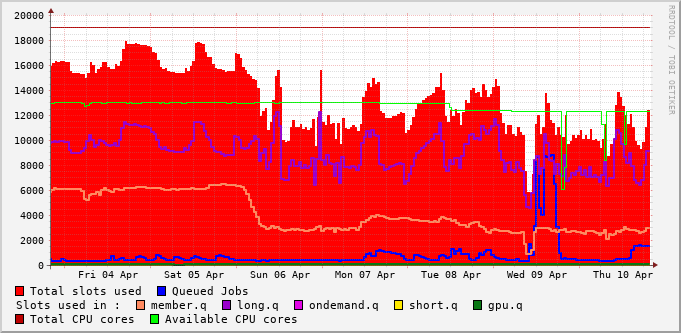 20000
18000
16000
14000
12000
10000
8000
6000
4000
2000
0
Fri 04 Apr Sat 05 Apr Sun 06 Apr Mon 07 Apr Tue 08 Apr Wed 09 Apr Thu 10 Apr
RRDTOOL / TOBI OETIKER
Total slots used Queued Jobs
Slots used in : member.q long.q ondemand.q short.q gpu.q
Total CPU cores Available CPU cores